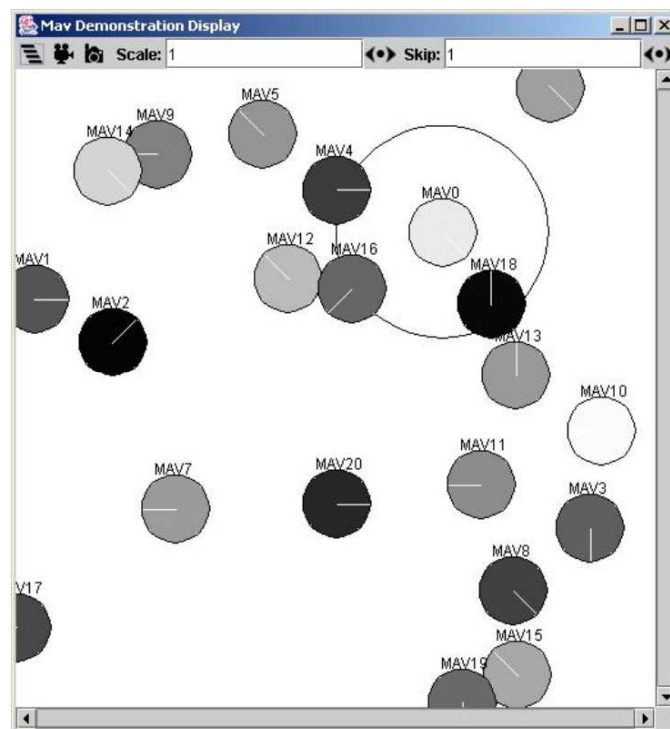 Mav Demonstration Display
Scale: 1 Skip: 1
MAV5
MAV9
MAV14
MAV4
MAV0
MAV12
MAV16
MAV1
MAV18
MAV2
MAV13
MAV10
MAV11
MAV7
MAV20
MAV3
MAV8
V17
MAV15
MAV19